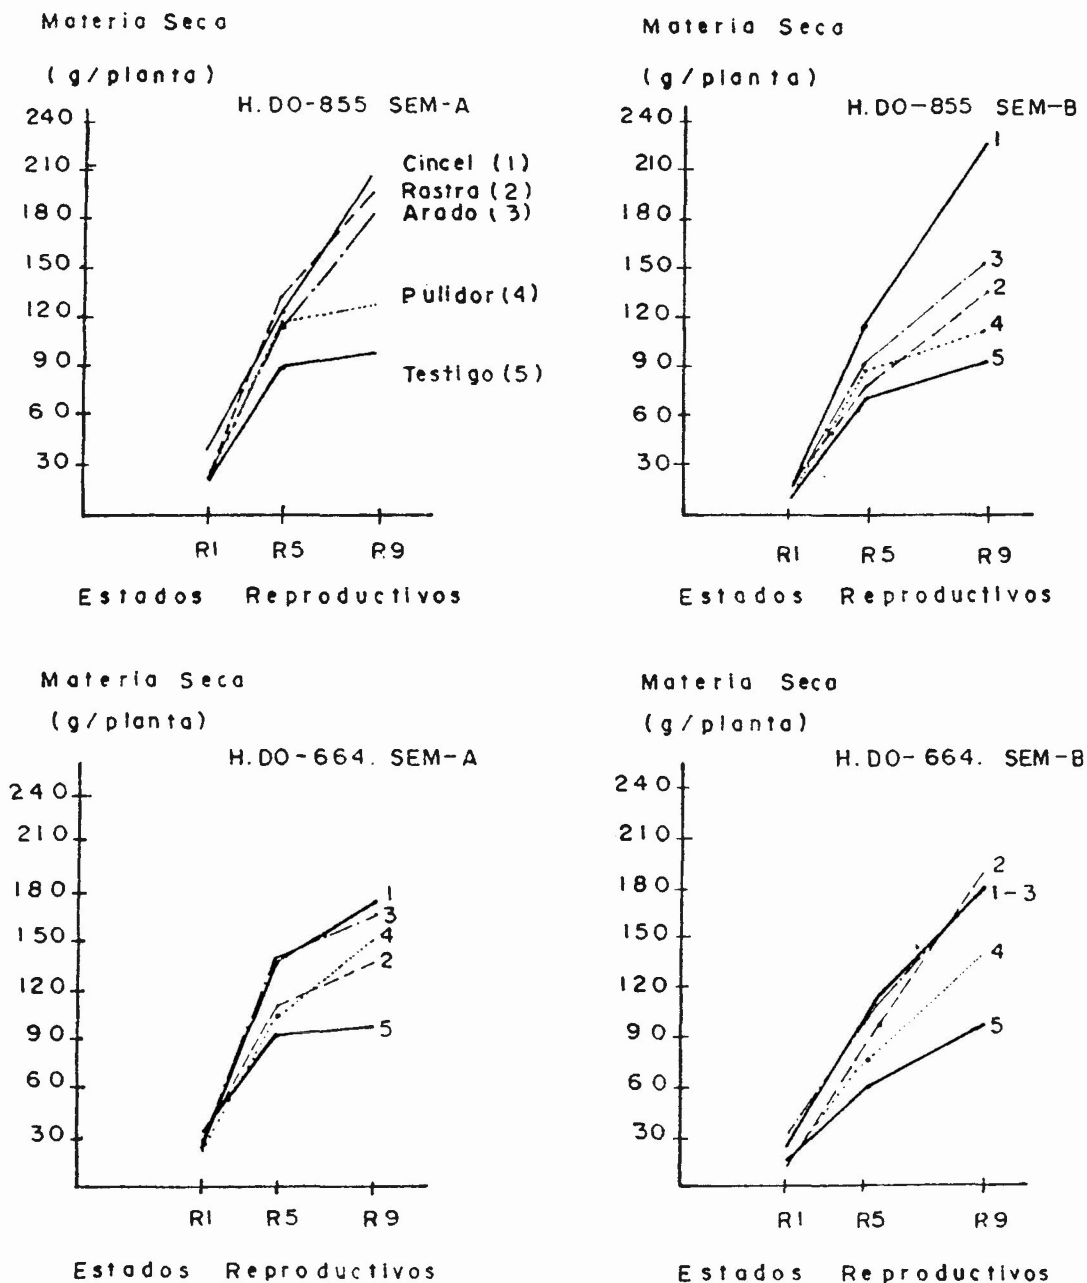 Materia Seca
(g/planta)
H.DO-855 SEM-A
240
210
180
150
120
90
60
30
Cincel (1)
Rastra (2)
Arado (3)
Pulidor (4)
Testigo (5)
R1 R5 R9
Estados Reproductivos
Materia Seca
(g/planta)
H.DO-855 SEM-B
240
210
180
150
120
90
60
30
1
3
2
4
5
R1 R5 R9
Estados Reproductivos
Materia Seca
(g/planta)
H.DO-664. SEM-A
240
210
180
150
120
90
60
30
1
3
4
2
5
R1 R5 R9
Estados Reproductivos
Materia Seca
(g/planta)
H.DO-664. SEM-B
240
210
180
150
120
90
60
30
2
1-3
4
5
R1 R5 R9
Estados Reproductivos